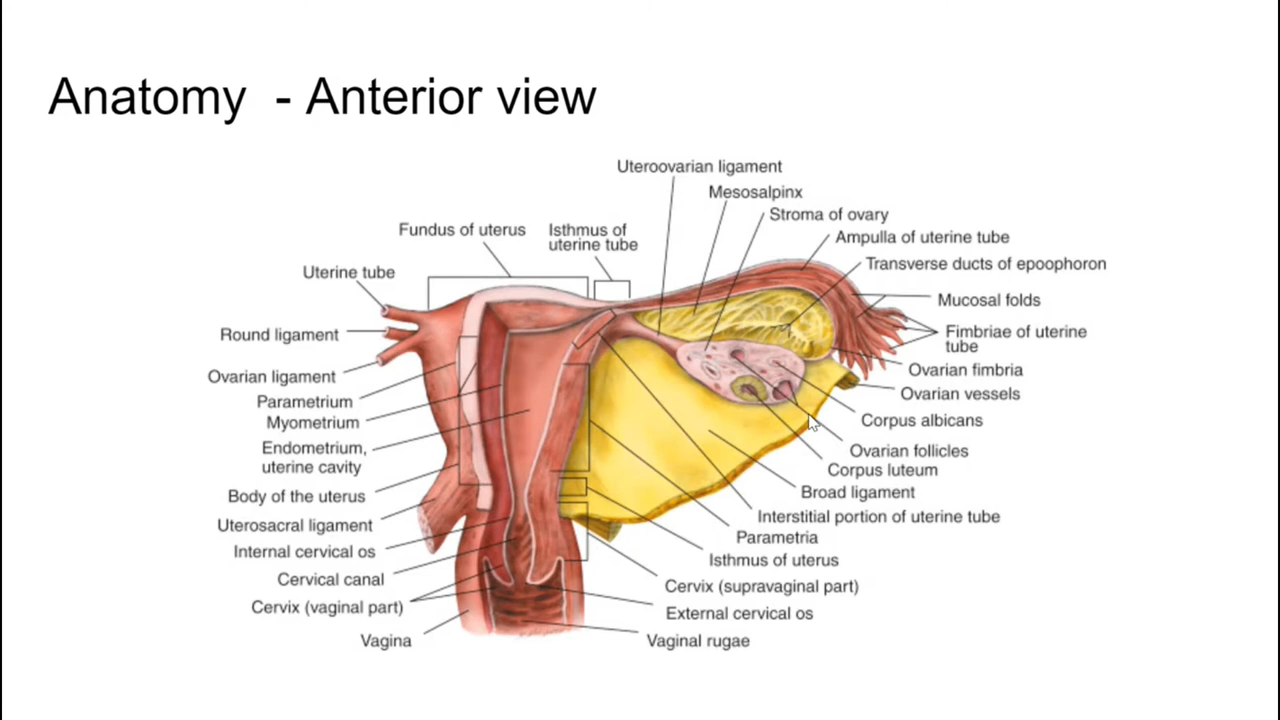 Anatomy - Anterior view
Uteroovarian ligament
Mesosalpinx
Stroma of ovary
Fundus of uterus
Isthmus of
uterine tube
Ampulla of uterine tube
Transverse ducts of epoophoron
Uterine tube
Mucosal folds
Round ligament
Fimbriae of uterine
tube
Ovarian fimbria
Ovarian ligament
Ovarian vessels
Parametrium
Corpus albicans
Myometrium
Endometrium,
uterine cavity
Ovarian follicles
Corpus luteum
Body of the uterus
Broad ligament
Interstitial portion of uterine tube
Uterosacral ligament
Parametria
Internal cervical os
Isthmus of uterus
Cervical canal
Cervix (supravaginal part)
Cervix (vaginal part)
External cervical os
Vagina
Vaginal rugae